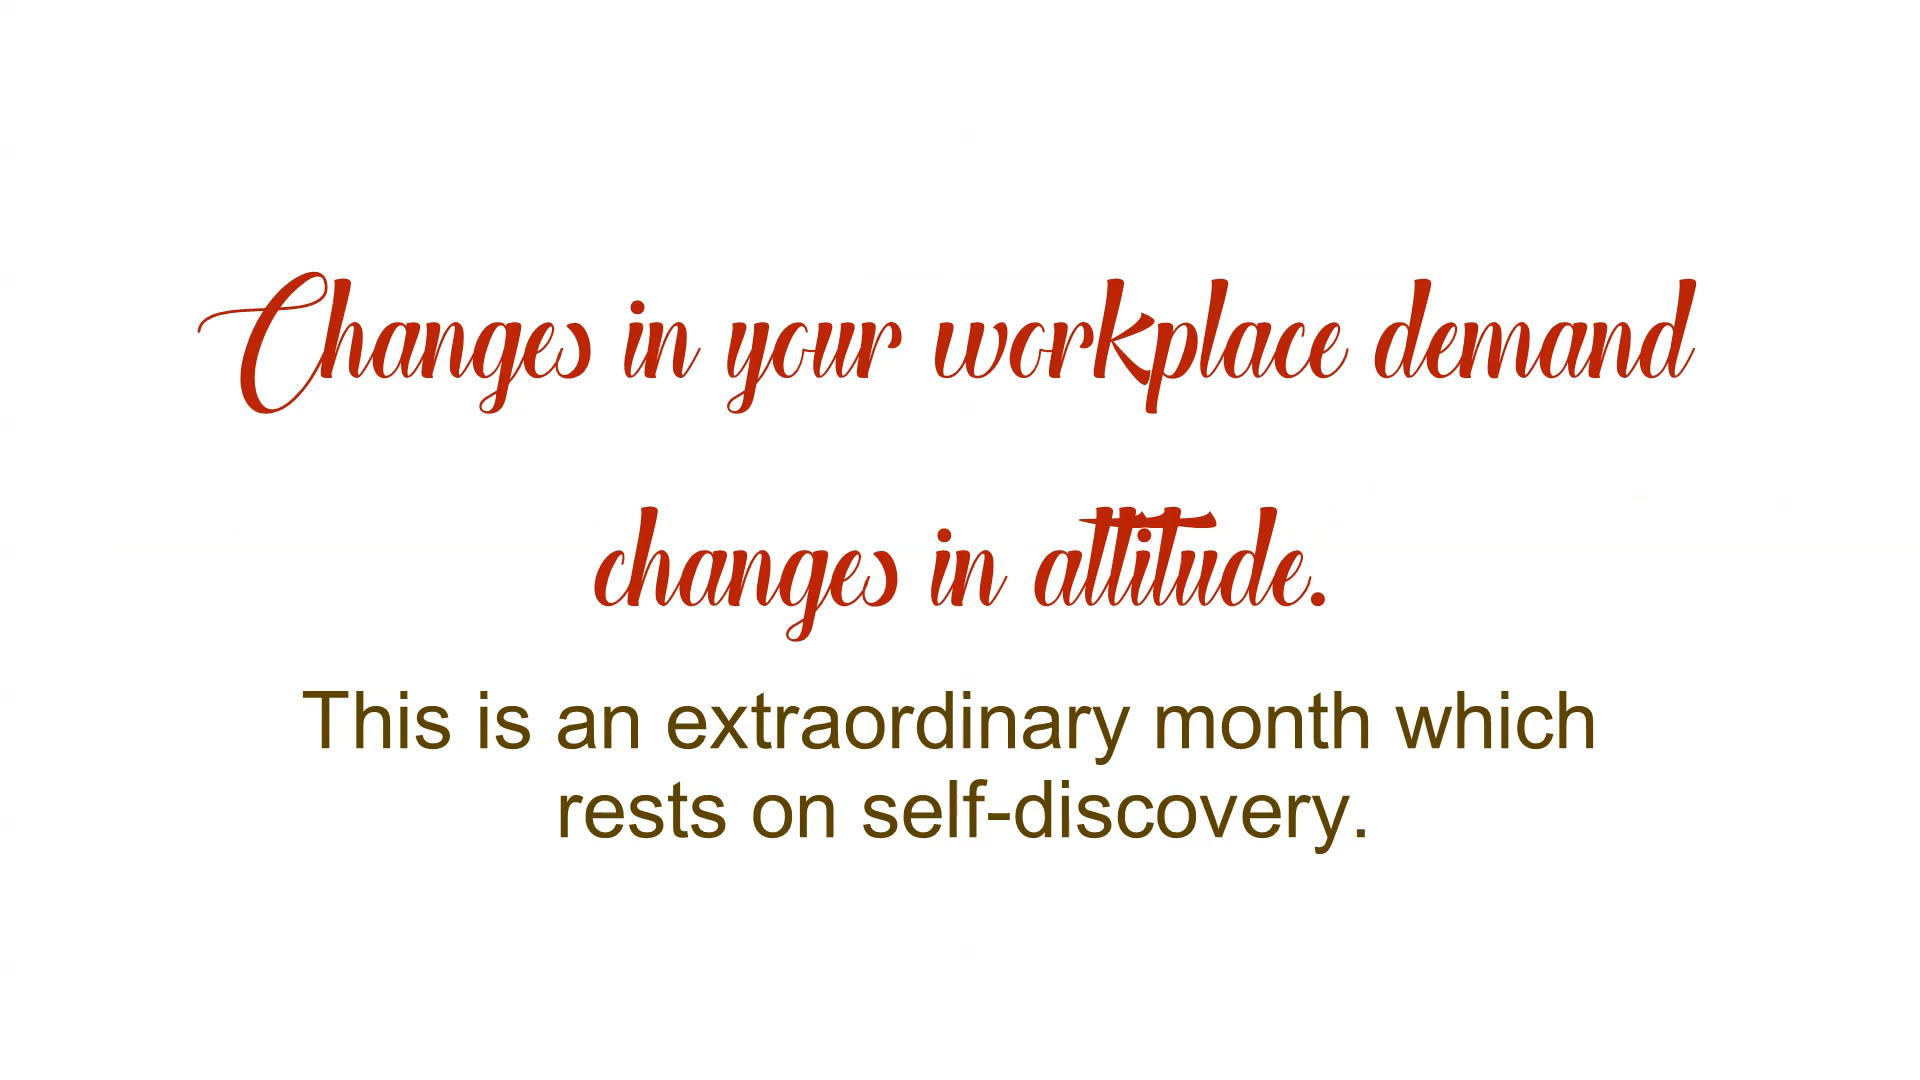 Changes in your workplace demand
changes in attitude.
This is an extraordinary month which
rests on self-discovery.